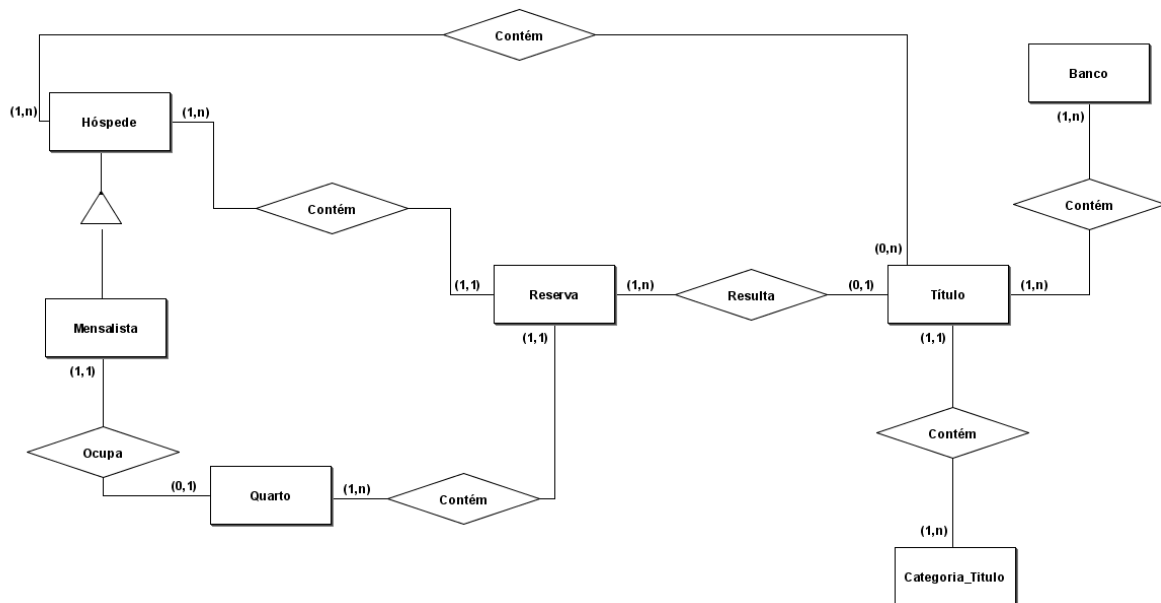 Contém
Banco
(1,n)
Hóspede
(1,n)
(1,n)
Contém
Contém
(0,n)
(1,1)
Reserva
(1,n)
Resulta
(0,1)
Título
(1,n)
Mensalista
(1,1)
(1,1)
(1,1)
Contém
Ocupa
(0,1)
Quarto
(1,n)
Contém
(1,n)
Categoria_Titulo